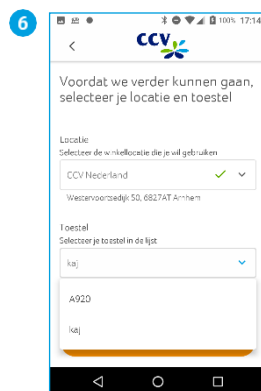 6
100% 17:14
CCV
Voordat we verder kunnen gaan,
selecteer je locatie en toestel
Locatie
Selecteer de winkellocatie die je wil gebruiken
CCV Nederland
Westervoortsedijk 50, 6827AT Arnhem
Toestel
Selecteer je toestel in de lijst
kaj
A920
kaj